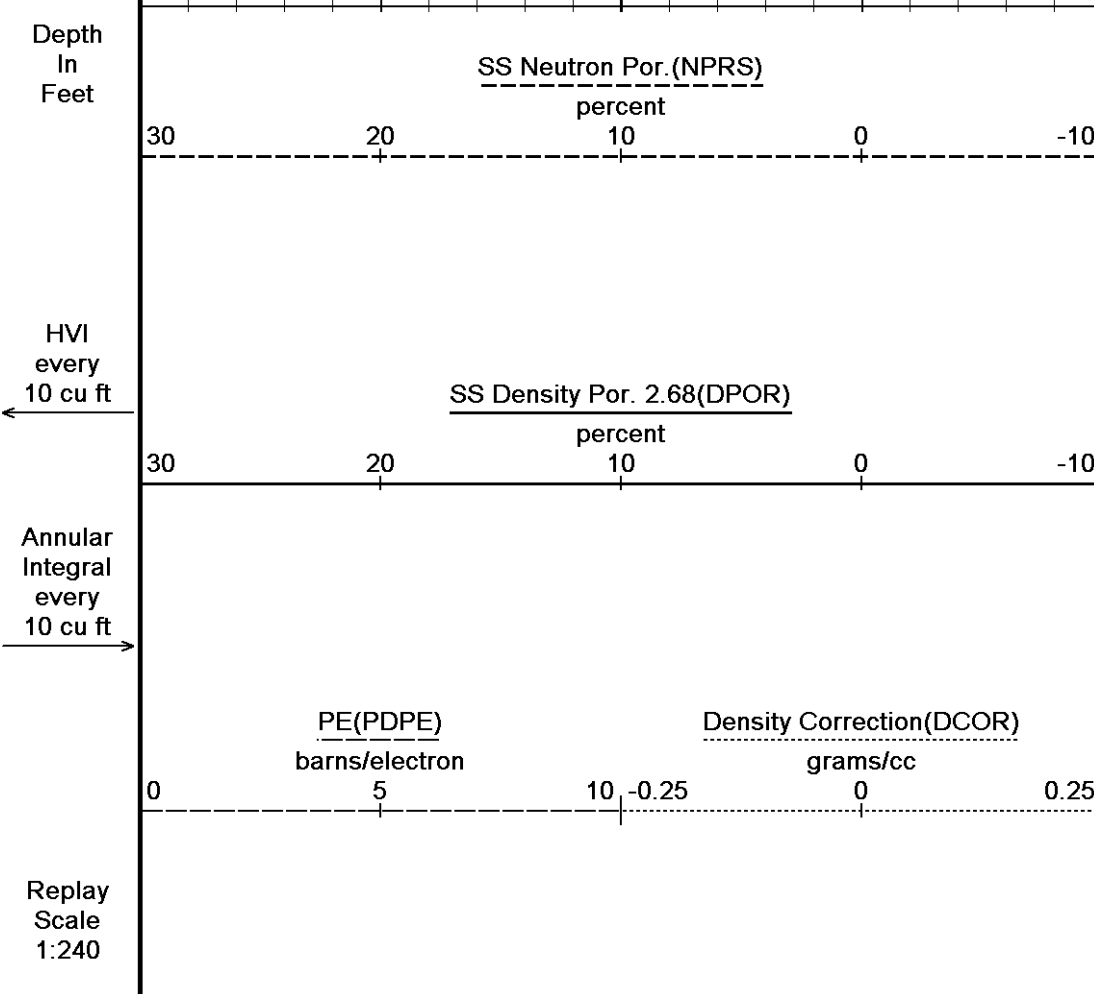 Depth
In
Feet
SS Neutron Por.(NPRS)
percent
30 20 10 0 -10
HVI
every
10 cu ft
SS Density Por. 2.68(DPOR)
percent
30 20 10 0 -10
Annular
Integral
every
10 cu ft
PE(PDPE)
barns/electron
0 5 10
Density Correction(DCOR)
grams/cc
-0.25 0 0.25
Replay
Scale
1:240